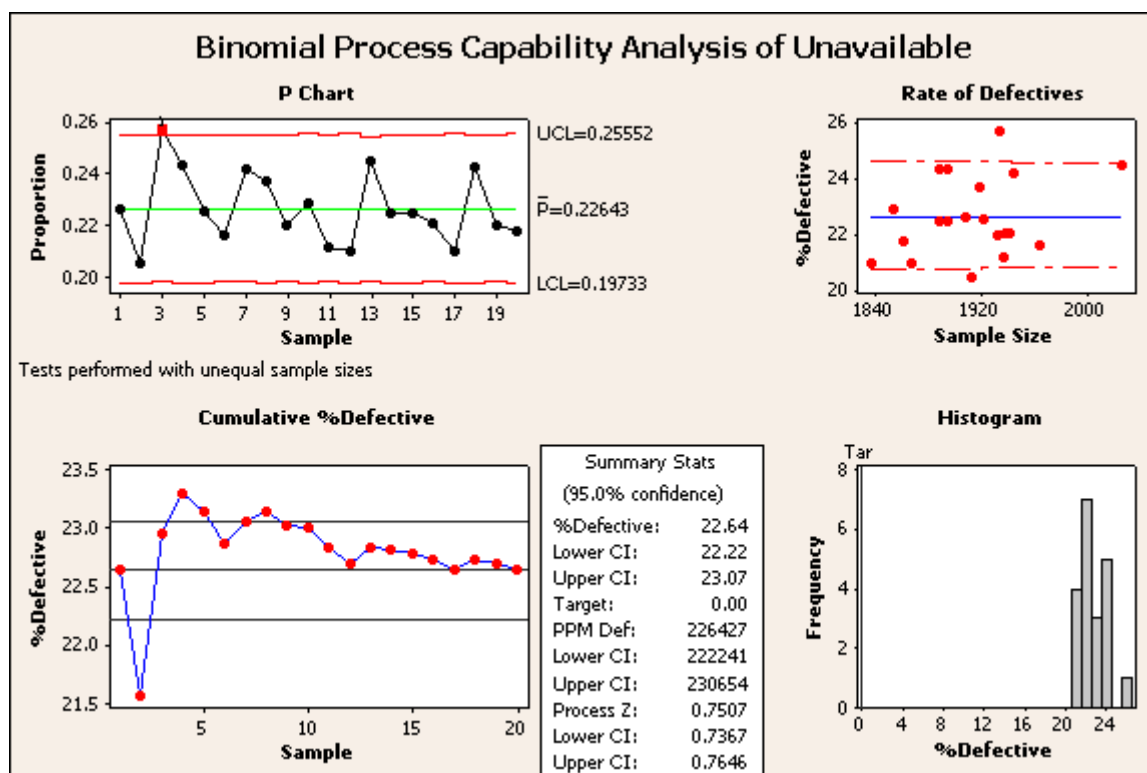 Binomial Process Capability Analysis of Unavailable
P Chart
Proportion
0.26
0.24
0.22
0.20
1 3 5 7 9 11 13 15 17 19
Sample
UCL=0.25552
P̄=0.22643
LCL=0.19733
Tests performed with unequal sample sizes
Rate of Defectives
%Defective
26
24
22
20
1840 1920 2000
Sample Size
Cumulative %Defective
%Defective
23.5
23.0
22.5
22.0
21.5
5 10 15 20
Sample
Summary Stats
(95.0% confidence)
%Defective: 22.64
Lower CI: 22.22
Upper CI: 23.07
Target: 0.00
PPM Def: 226427
Lower CI: 222241
Upper CI: 230654
Process Z: 0.7507
Lower CI: 0.7367
Upper CI: 0.7646
Histogram
Tar
Frequency
8
6
4
2
0
0 4 8 12 16 20 24
%Defective